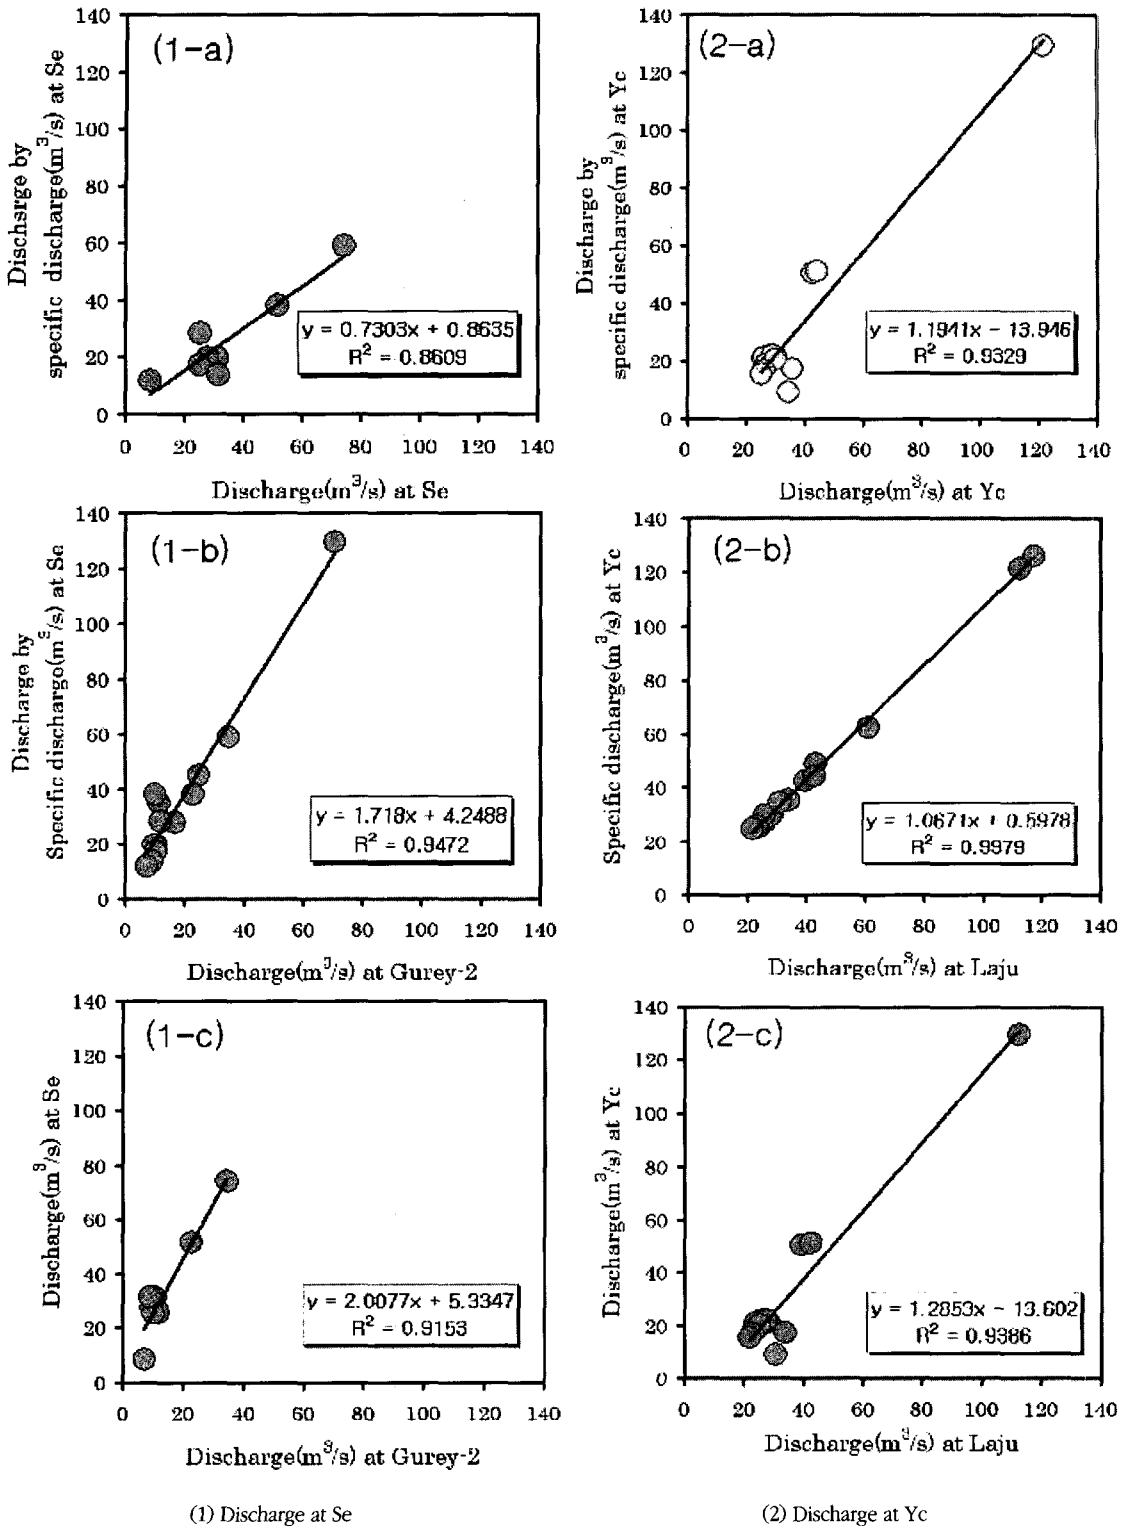 (1-a)
Dischsrge by
specific discharge(m³/s) at Se
140
120
100
80
60
40
20
0
y = 0.7303x + 0.8635
R² = 0.8609
0 20 40 60 80 100 120 140
Discharge(m³/s) at Se
(2-a)
Discharge by
specific discharge(m³/s) at Yc
140
120
100
80
60
40
20
0
y = 1.1941x − 13.946
R² = 0.9329
0 20 40 60 80 100 120 140
Discharge(m³/s) at Yc
(1-b)
Discharge by
Specific discharge(m³/s) at Se
140
120
100
80
60
40
20
0
y = 1.718x + 4.2488
R² = 0.9472
0 20 40 60 80 100 120 140
Discharge(m³/s) at Gurey-2
(2-b)
Specific discharge(m³/s) at Yc
140
120
100
80
60
40
20
0
y = 1.0671x + 0.5978
R² = 0.9979
0 20 40 60 80 100 120 140
Discharge(m³/s) at Laju
(1-c)
Discharge(m³/s) at Se
140
120
100
80
60
40
20
0
y = 2.0077x + 5.3347
R² = 0.9153
0 20 40 60 80 100 120 140
Discharge(m³/s) at Gurey-2
(2-c)
Discharge(m³/s) at Yc
140
120
100
80
60
40
20
0
y = 1.2853x − 13.602
R² = 0.9386
0 20 40 60 80 100 120 140
Discharge(m³/s) at Laju
(1) Discharge at Se
(2) Discharge at Yc